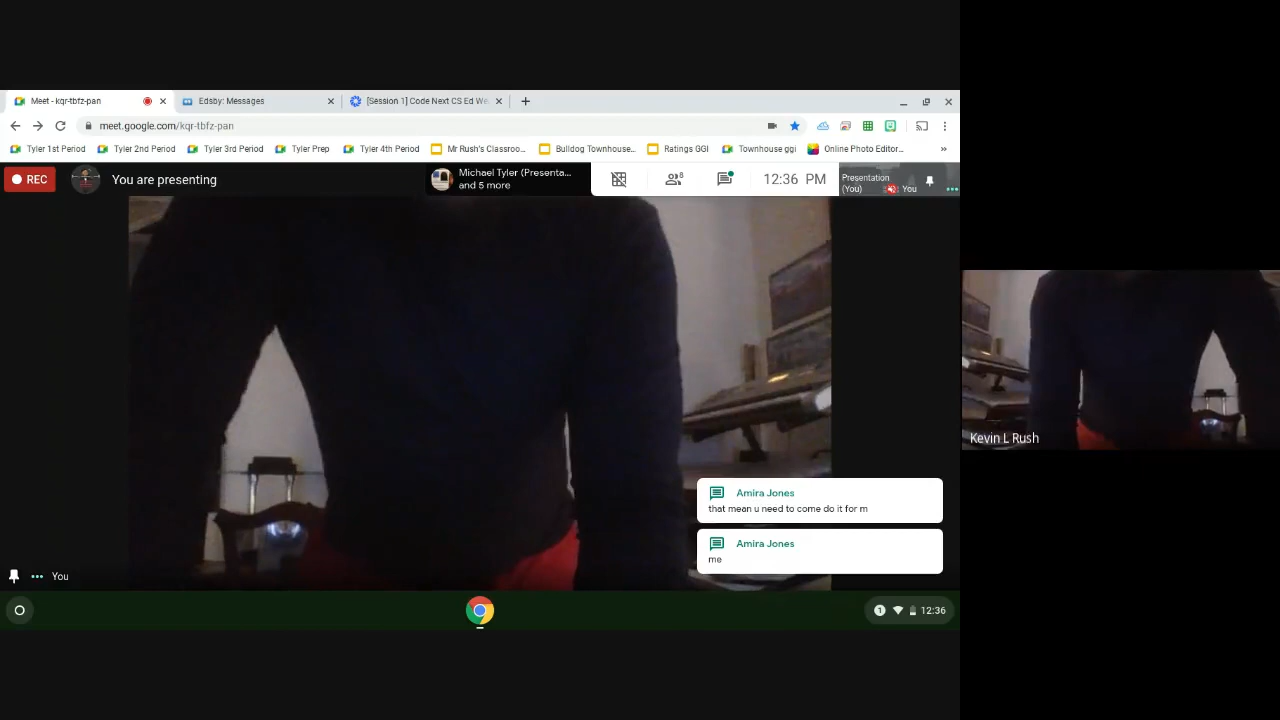 Meet - kqr-tbfz-pan
Edsby: Messages
[Session 1] Code Next CS Ed We
meet.google.com/kqr-tbfz-pan
Tyler 1st Period
Tyler 2nd Period
Tyler 3rd Period
Tyler Prep
Tyler 4th Period
Mr Rush's Classroo...
Bulldog Townhouse...
Ratings GGI
Townhouse ggi
Online Photo Editor...
»
REC
You are presenting
Michael Tyler (Presenta...
and 5 more
8
12:36 PM
Presentation
(You)
You
Amira Jones
that mean u need to come do it for m
Amira Jones
me
You
Kevin L Rush
1
12:36